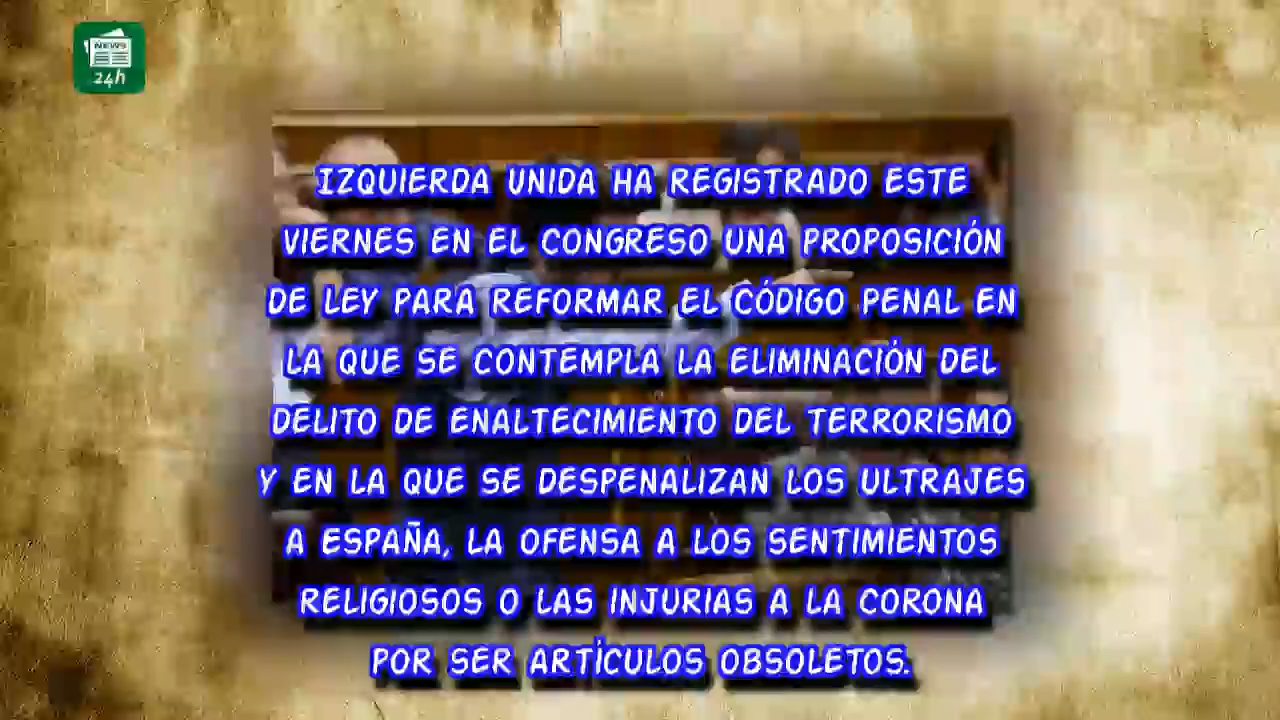 NEWS
24h
IZQUIERDA UNIDA HA REGISTRADO ESTE
VIERNES EN EL CONGRESO UNA PROPOSICIÓN
DE LEY PARA REFORMAR EL CÓDIGO PENAL EN
LA QUE SE CONTEMPLA LA ELIMINACIÓN DEL
DELITO DE ENALTECIMIENTO DEL TERRORISMO
Y EN LA QUE SE DESPENALIZAN LOS ULTRAJES
A ESPAÑA, LA OFENSA A LOS SENTIMIENTOS
RELIGIOSOS O LAS INJURIAS A LA CORONA
POR SER ARTÍCULOS OBSOLETOS.